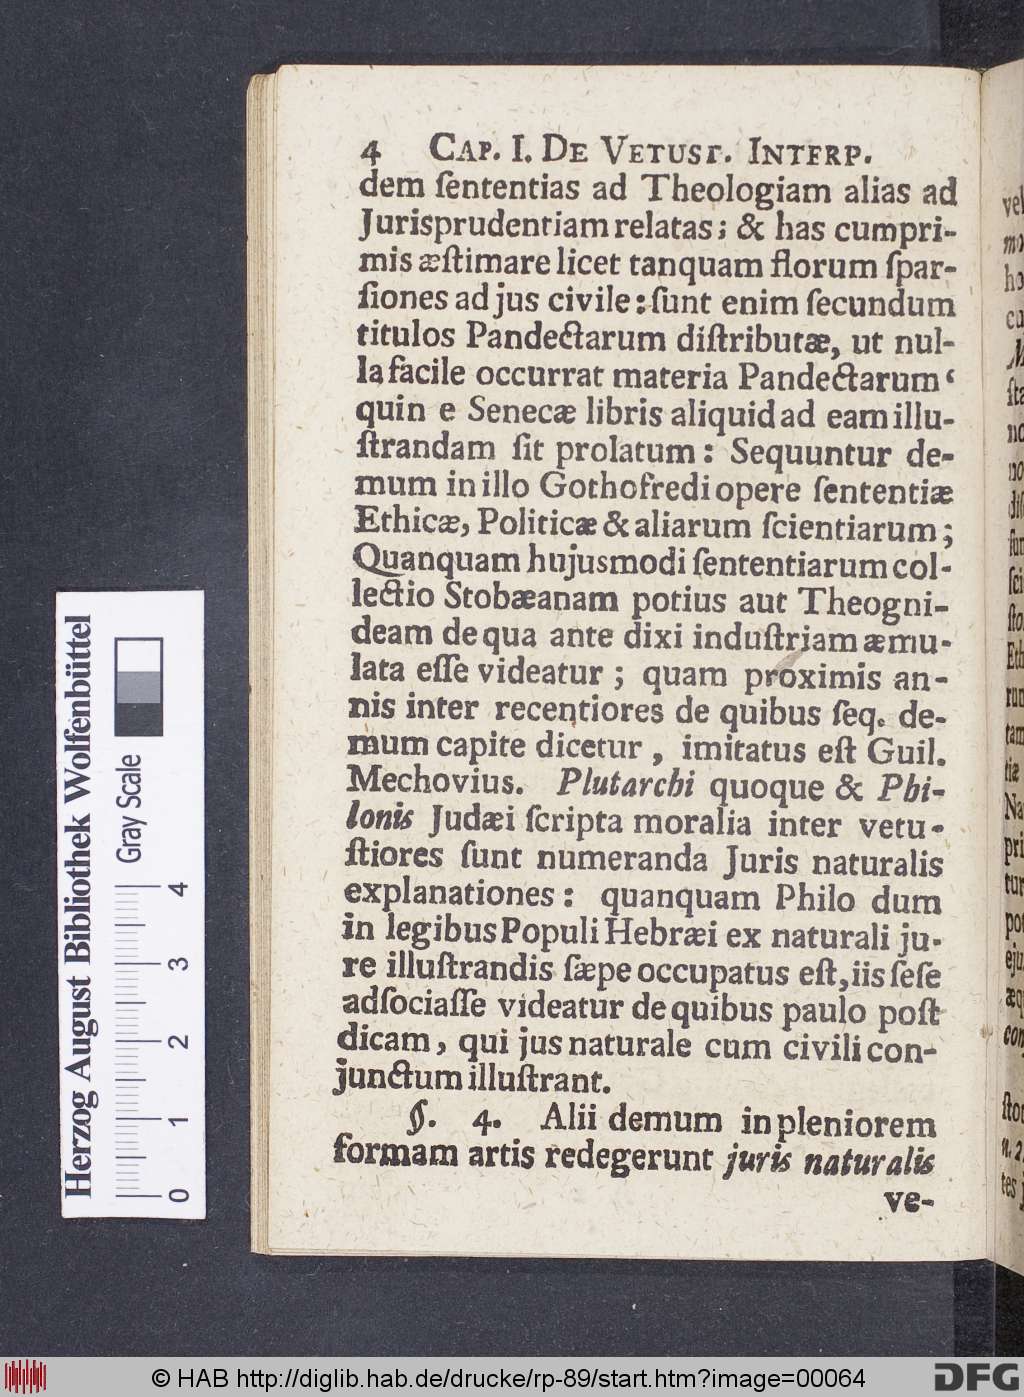 4 CAP. I. DE VETUST. INTERP.
dem ſententias ad Theologiam alias ad
Jurisprudentiam relatas; & has cumpri-
mis æſtimare licet tanquam florum ſpar-
ſiones ad jus civile: ſunt enim ſecundum
titulos Pandectarum diſtributæ, ut nul-
la facile occurrat materia Pandectarum‘
quin e Senecæ libris aliquid ad eam illu-
ſtrandam ſit prolatum: Sequuntur de-
mum in illo Gothofredi opere ſententiæ
Ethicæ, Politicæ & aliarum ſcientiarum;
Quanquam hujusmodi ſententiarum col-
lectio Stobæanam potius aut Theogni-
deam de qua ante dixi induſtriam æmu-
lata eſſe videatur; quam proximis an-
nis inter recentiores de quibus ſeq. de-
mum capite dicetur, imitatus eſt Guil.
Mechovius. Plutarchi quoque & Phi-
lonis Judæi ſcripta moralia inter vetu-
ſtiores ſunt numeranda Juris naturalis
explanationes: quanquam Philo dum
in legibus Populi Hebræi ex naturali ju-
re illuſtrandis ſæpe occupatus eſt, iis ſeſe
adſociaſſe videatur de quibus paulo poſt
dicam, qui jus naturale cum civili con-
junctum illuſtrant.
§. 4. Alii demum in pleniorem
formam artis redegerunt juris naturalis
ve-
Herzog August Bibliothek Wolfenbüttel
Gray Scale
0 1 2 3 4
© HAB http://diglib.hab.de/drucke/rp-89/start.htm?image=00064
DFG